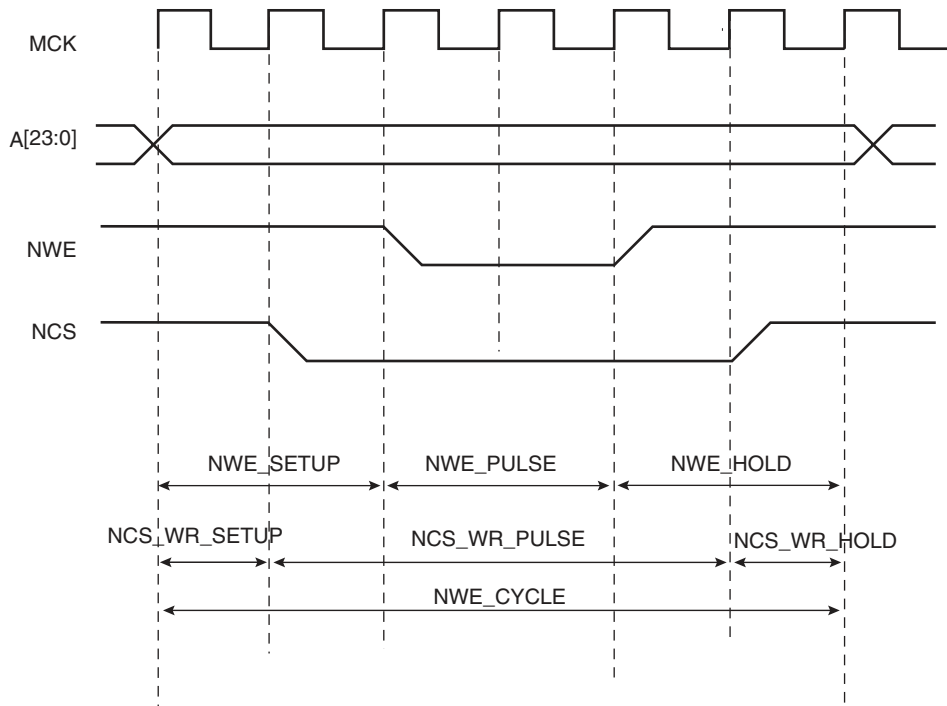 MCK
A[23:0]
NWE
NCS
NWE_SETUP
NWE_PULSE
NWE_HOLD
NCS_WR_SETUP
NCS_WR_PULSE
NCS_WR_HOLD
NWE_CYCLE